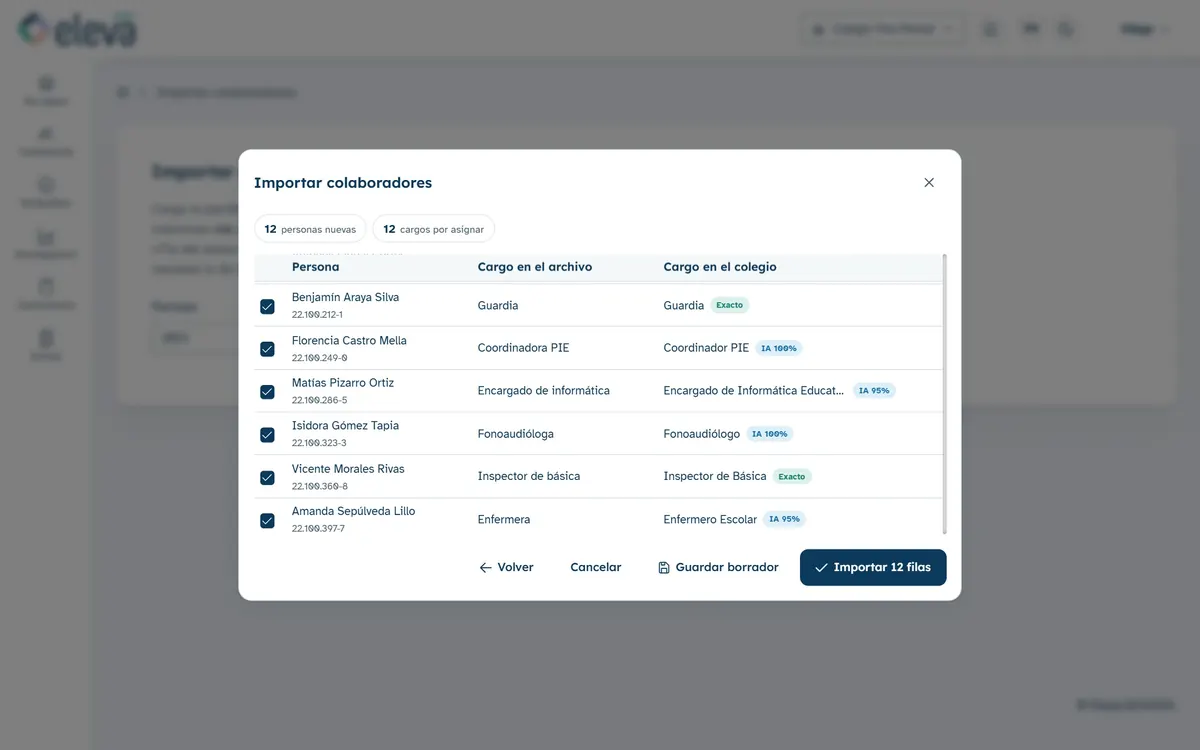 eleva
Importar colaboradores
Importar
Importar colaboradores
12 personas nuevas
12 cargos por asignar
Persona
Cargo en el archivo
Cargo en el colegio
Benjamín Araya Silva
22.100.212-1
Guardia
Guardia Exacto
Florencia Castro Mella
22.100.249-0
Coordinadora PIE
Coordinador PIE IA 100%
Matías Pizarro Ortiz
22.100.286-5
Encargado de informática
Encargado de Informática Educat... IA 95%
Isidora Gómez Tapia
22.100.323-3
Fonoaudióloga
Fonoaudiólogo IA 100%
Vicente Morales Rivas
22.100.360-8
Inspector de básica
Inspector de Básica Exacto
Amanda Sepúlveda Lillo
22.100.397-7
Enfermera
Enfermero Escolar IA 95%
Volver
Cancelar
Guardar borrador
Importar 12 filas